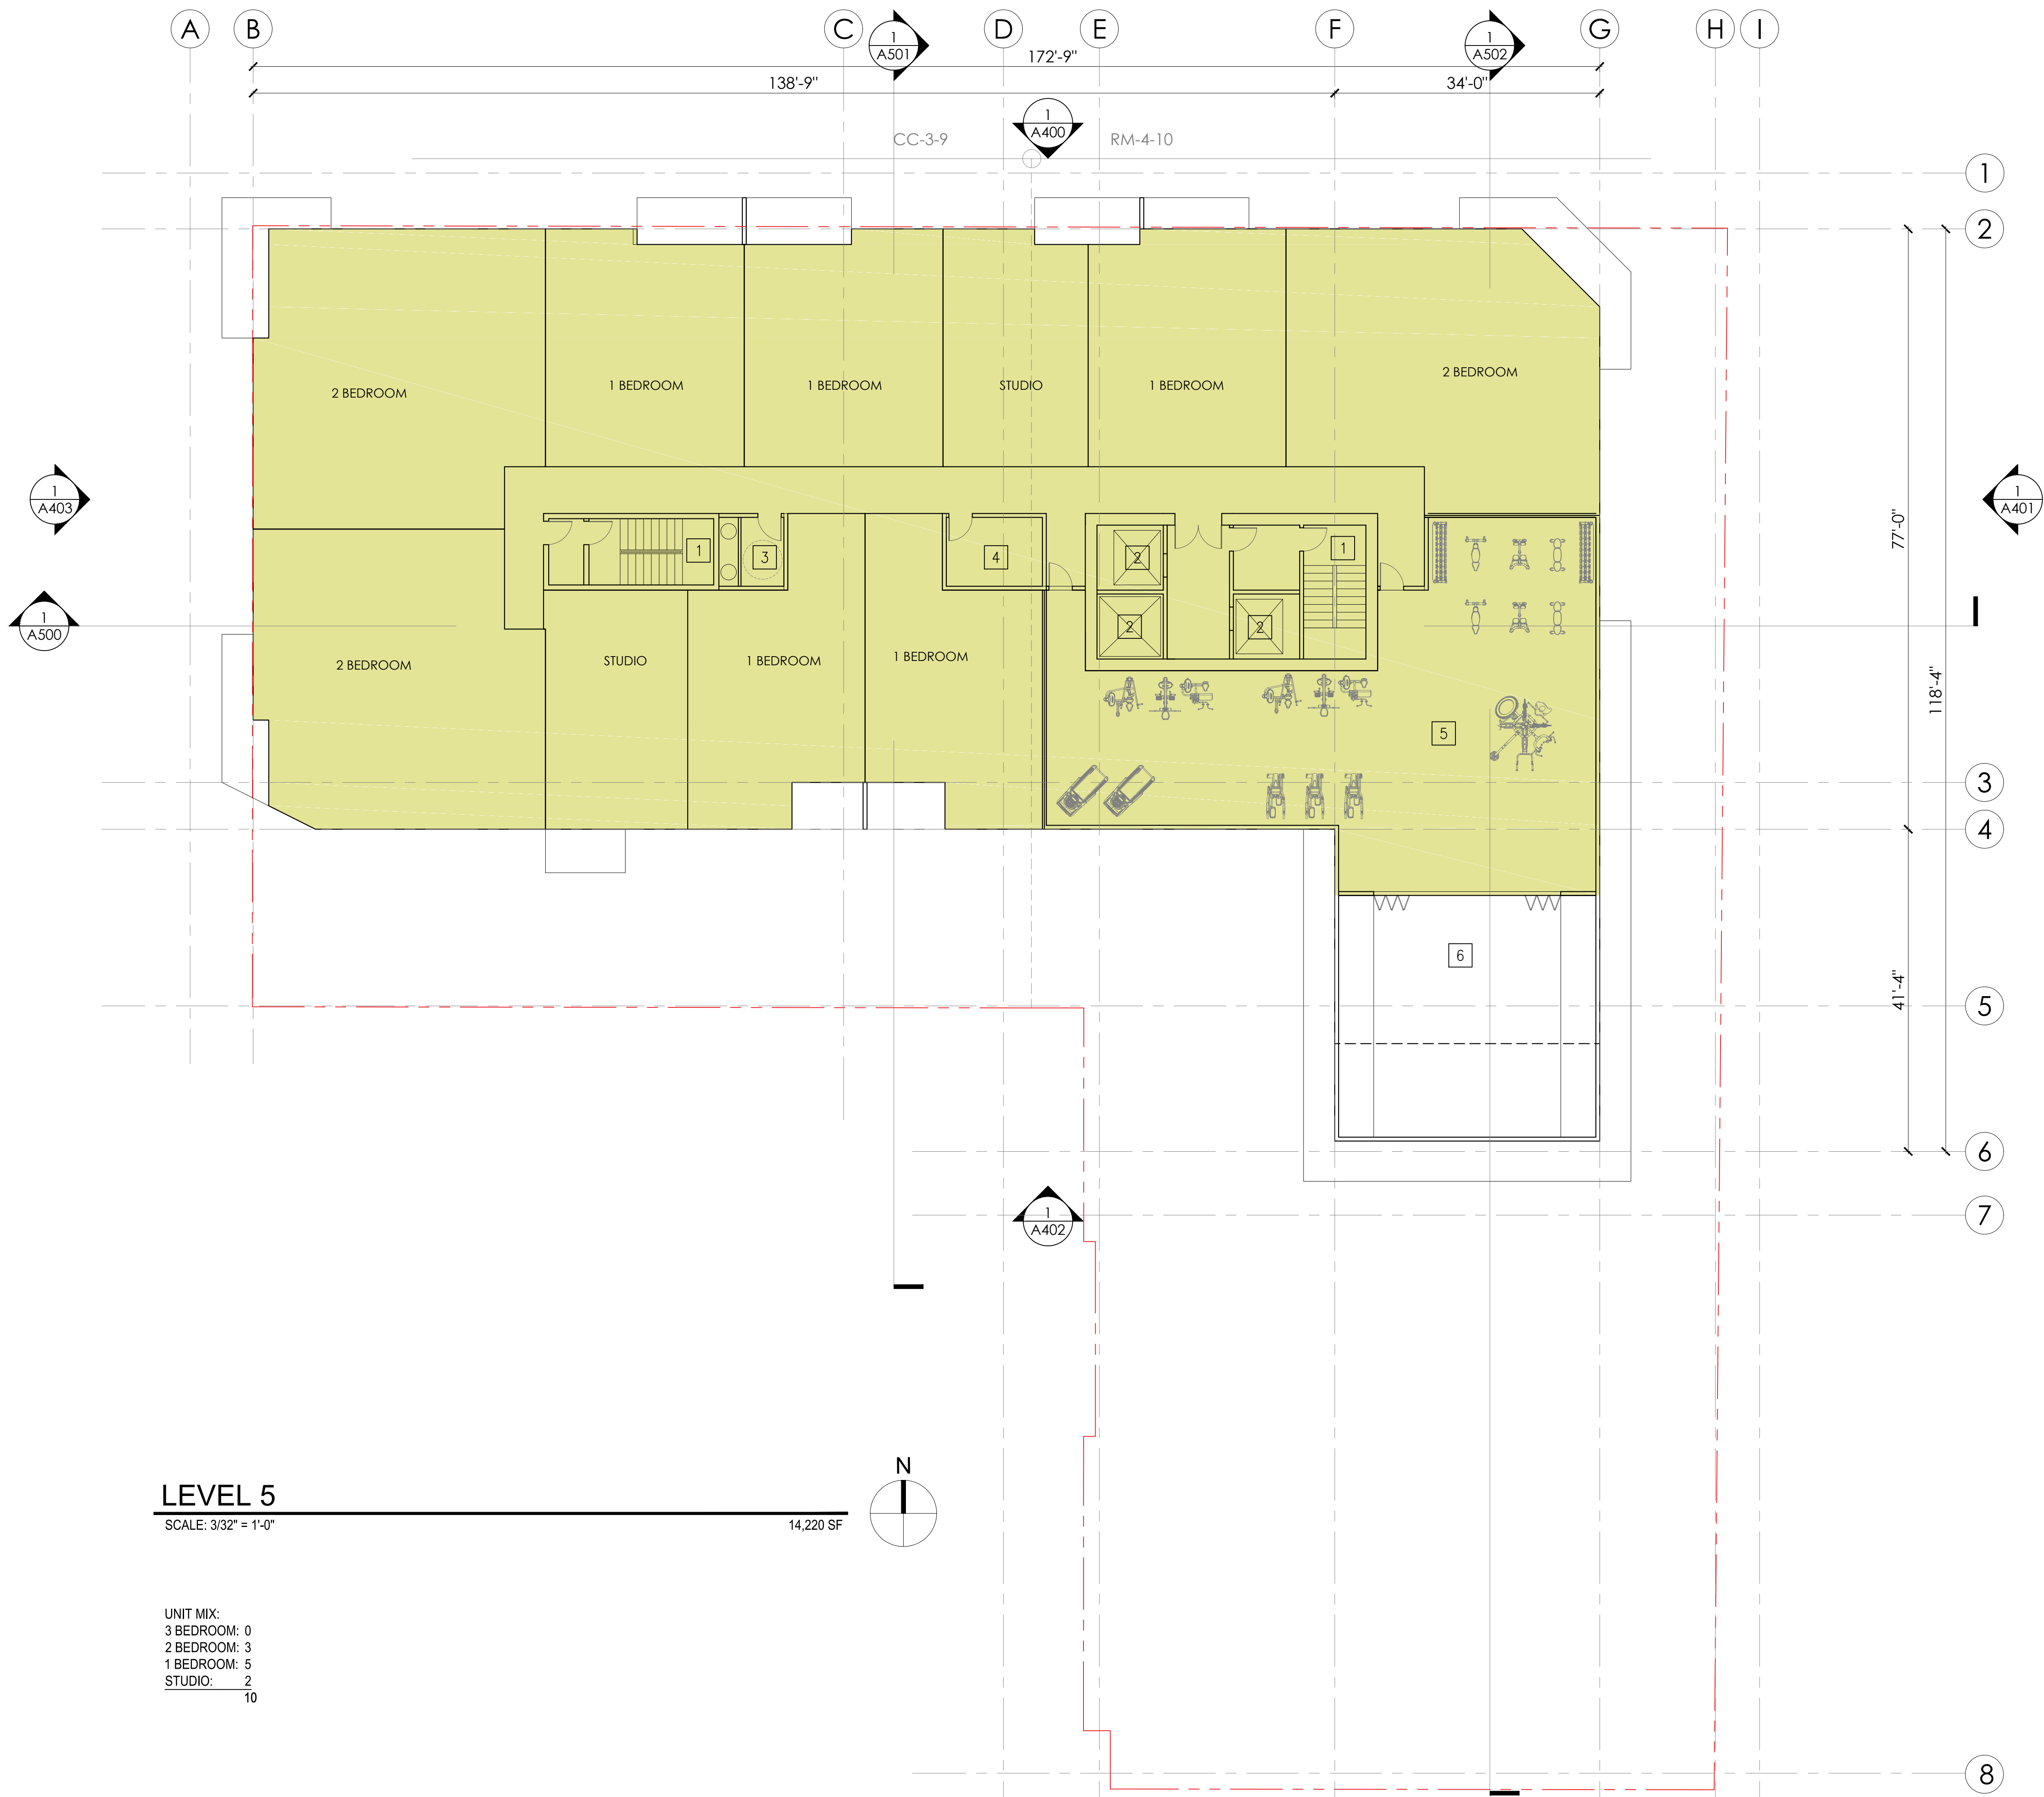 A B C D E F G H I
1
A501
1
A502
172'-9"
138'-9"
34'-0"
1
A400
CC-3-9
RM-4-10
1
2
2 BEDROOM
1 BEDROOM
1 BEDROOM
STUDIO
1 BEDROOM
2 BEDROOM
1
A403
1
A401
1
3
4
2
1
2
2
77'-0"
118'-4"
1
A500
2 BEDROOM
STUDIO
1 BEDROOM
1 BEDROOM
5
3
4
6
41'-4"
5
6
1
A402
7
LEVEL 5
SCALE: 3/32" = 1'-0"
14,220 SF
N
UNIT MIX:
3 BEDROOM: 0
2 BEDROOM: 3
1 BEDROOM: 5
STUDIO: 2
10
8